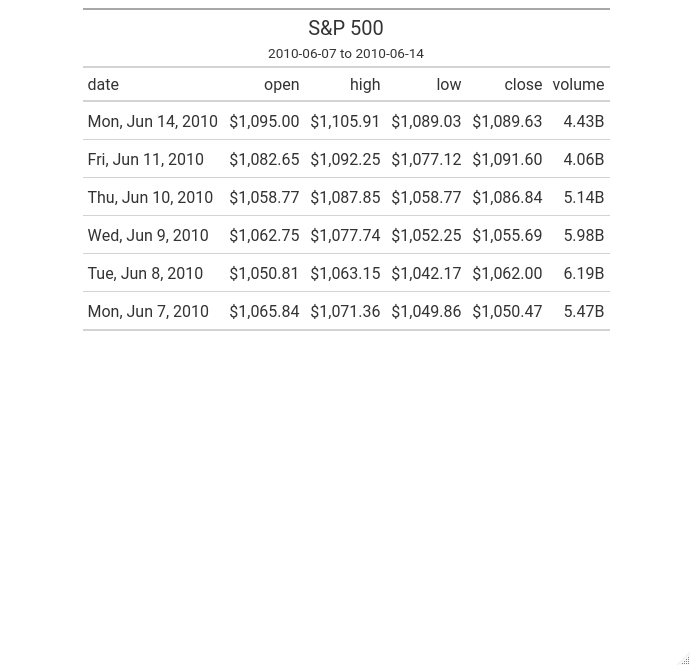 S&P 500
2010-06-07 to 2010-06-14
date open high low close volume
Mon, Jun 14, 2010 $1,095.00 $1,105.91 $1,089.03 $1,089.63 4.43B
Fri, Jun 11, 2010 $1,082.65 $1,092.25 $1,077.12 $1,091.60 4.06B
Thu, Jun 10, 2010 $1,058.77 $1,087.85 $1,058.77 $1,086.84 5.14B
Wed, Jun 9, 2010 $1,062.75 $1,077.74 $1,052.25 $1,055.69 5.98B
Tue, Jun 8, 2010 $1,050.81 $1,063.15 $1,042.17 $1,062.00 6.19B
Mon, Jun 7, 2010 $1,065.84 $1,071.36 $1,049.86 $1,050.47 5.47B